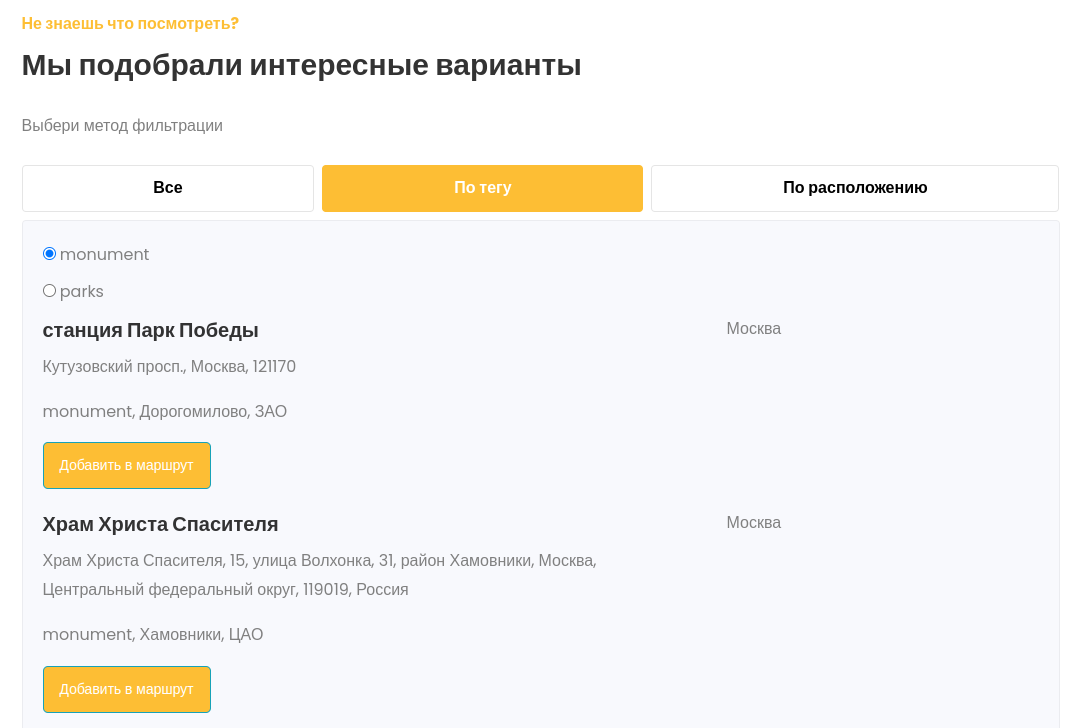 Не знаешь что посмотреть?
Мы подобрали интересные варианты
Выбери метод фильтрации
Все
По тегу
По расположению
monument
parks
станция Парк Победы
Москва
Кутузовский просп., Москва, 121170
monument, Дорогомилово, ЗАО
Добавить в маршрут
Храм Христа Спасителя
Москва
Храм Христа Спасителя, 15, улица Волхонка, 31, район Хамовники, Москва,
Центральный федеральный округ, 119019, Россия
monument, Хамовники, ЦАО
Добавить в маршрут